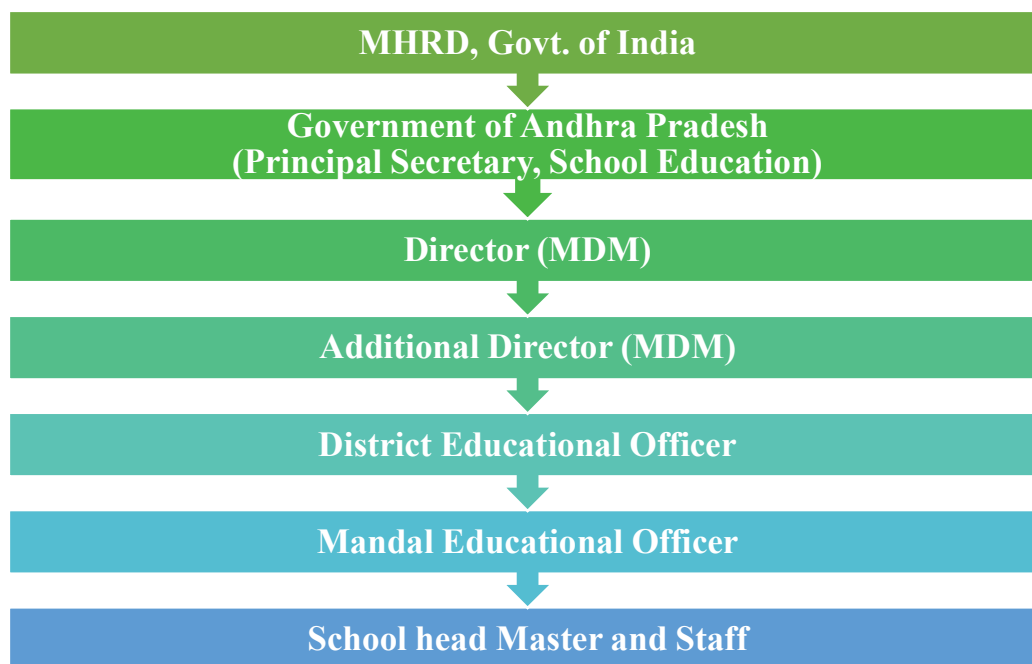 MHRD, Govt. of India
Government of Andhra Pradesh
(Principal Secretary, School Education)
Director (MDM)
Additional Director (MDM)
District Educational Officer
Mandal Educational Officer
School head Master and Staff